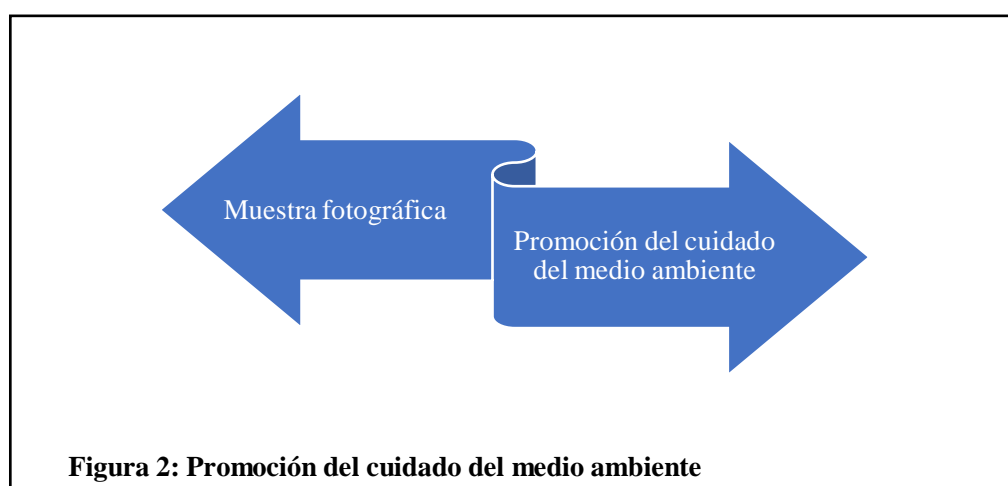 Muestra fotográfica
Promoción del cuidado
del medio ambiente
Figura 2: Promoción del cuidado del medio ambiente